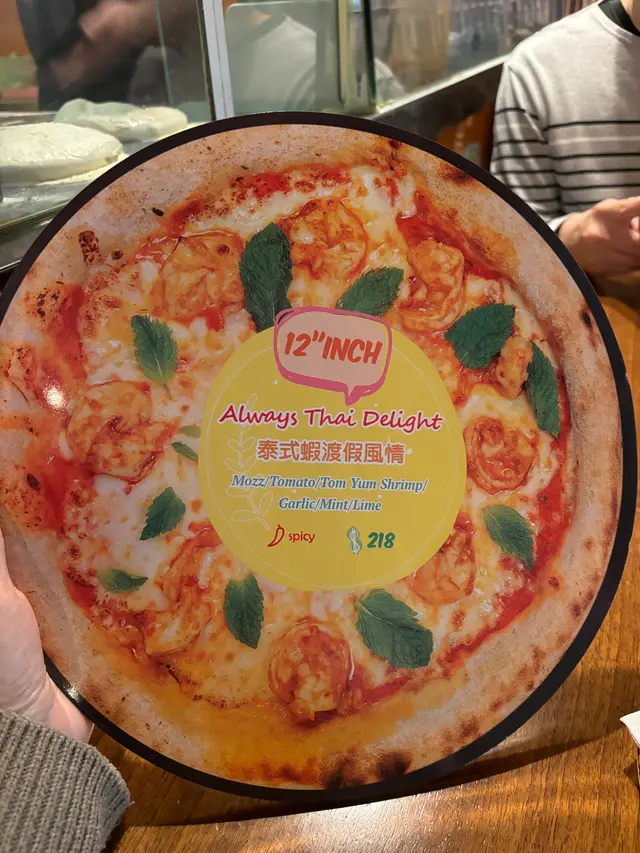 12"INCH
Always Thai Delight
泰式蝦渡假風情
Mozz/Tomato/Tom Yum Shrimp/
Garlic/Mint/Lime
spicy $218